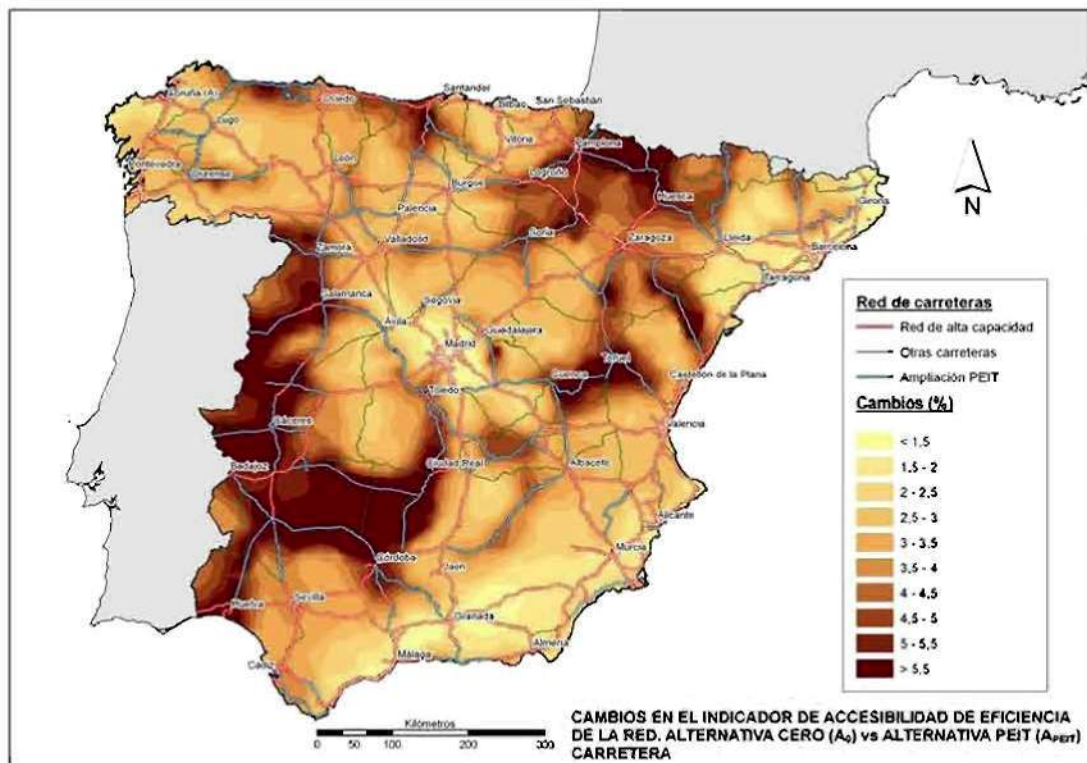 Santander
Coruña (A)
Oviedo
Bilbao
San Sebastián
Lugo
Vitoria
Pamplona
León
Pontevedra
Orense
Logroño
Burgos
Huesca
Girona
Palencia
Soria
Zaragoza
Lleida
Barcelona
Zamora
Valladolid
Tarragona
Salamanca
Segovia
Ávila
Guadalajara
Madrid
Teruel
Cuenca
Castellón de la Plana
Toledo
Cáceres
Valencia
Badajoz
Ciudad Real
Albacete
Alicante
Murcia
Córdoba
Jaén
Huelva
Sevilla
Granada
Almería
Málaga
Cádiz
N
Red de carreteras
Red de alta capacidad
Otras carreteras
Ampliación PEIT
Cambios (%)
< 1,5
1,5 - 2
2 - 2,5
2,5 - 3
3 - 3,5
3,5 - 4
4 - 4,5
4,5 - 5
5 - 5,5
> 5,5
Kilómetros
0 50 100 200 300
CAMBIOS EN EL INDICADOR DE ACCESIBILIDAD DE EFICIENCIA
DE LA RED. ALTERNATIVA CERO (A₀) vs ALTERNATIVA PEIT (APEIT)
CARRETERA